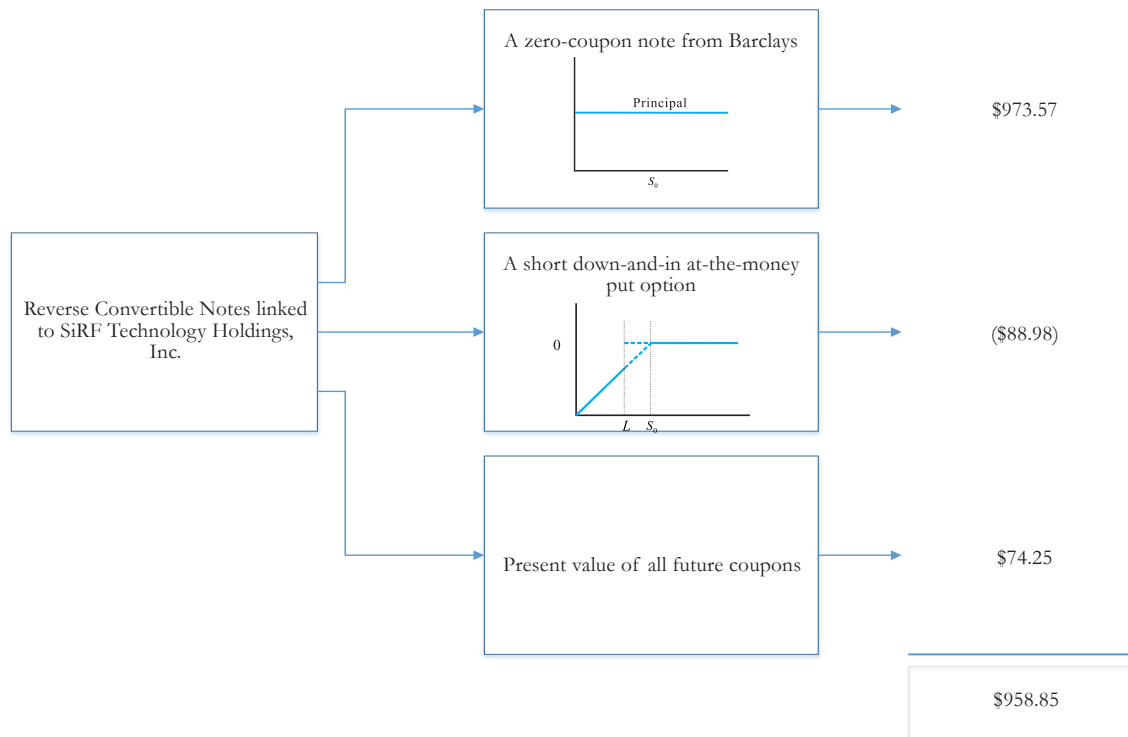 A zero-coupon note from Barclays
Principal
S₀
$973.57
Reverse Convertible Notes linked
to SiRF Technology Holdings,
Inc.
A short down-and-in at-the-money
put option
0
L S₀
($88.98)
Present value of all future coupons
$74.25
$958.85